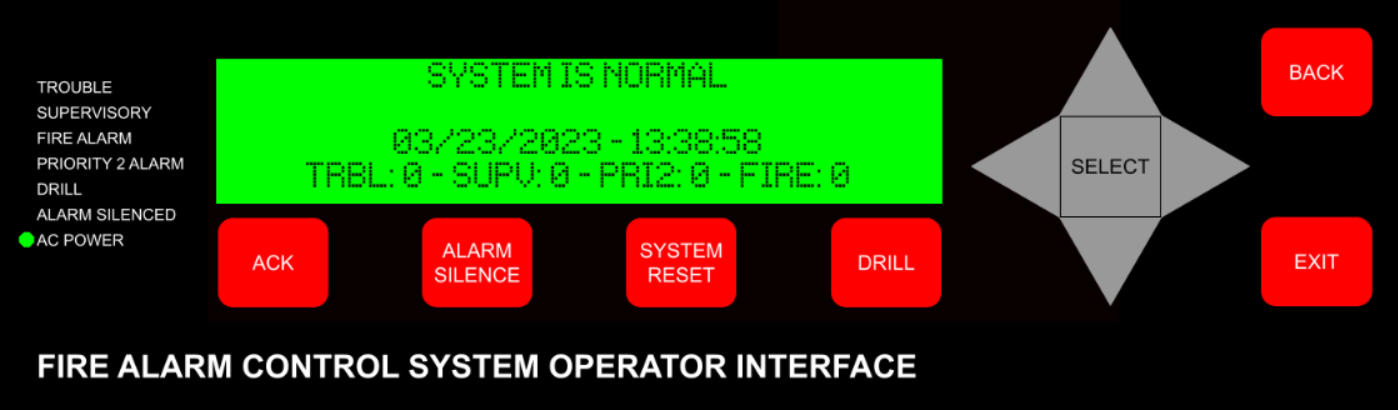 TROUBLE
SUPERVISORY
FIRE ALARM
PRIORITY 2 ALARM
DRILL
ALARM SILENCED
AC POWER
SYSTEM IS NORMAL
03/23/2023 - 13:38:58
TRBL: 0 - SUPV: 0 - PRI2: 0 - FIRE: 0
ACK
ALARM
SILENCE
SYSTEM
RESET
DRILL
SELECT
BACK
EXIT
FIRE ALARM CONTROL SYSTEM OPERATOR INTERFACE